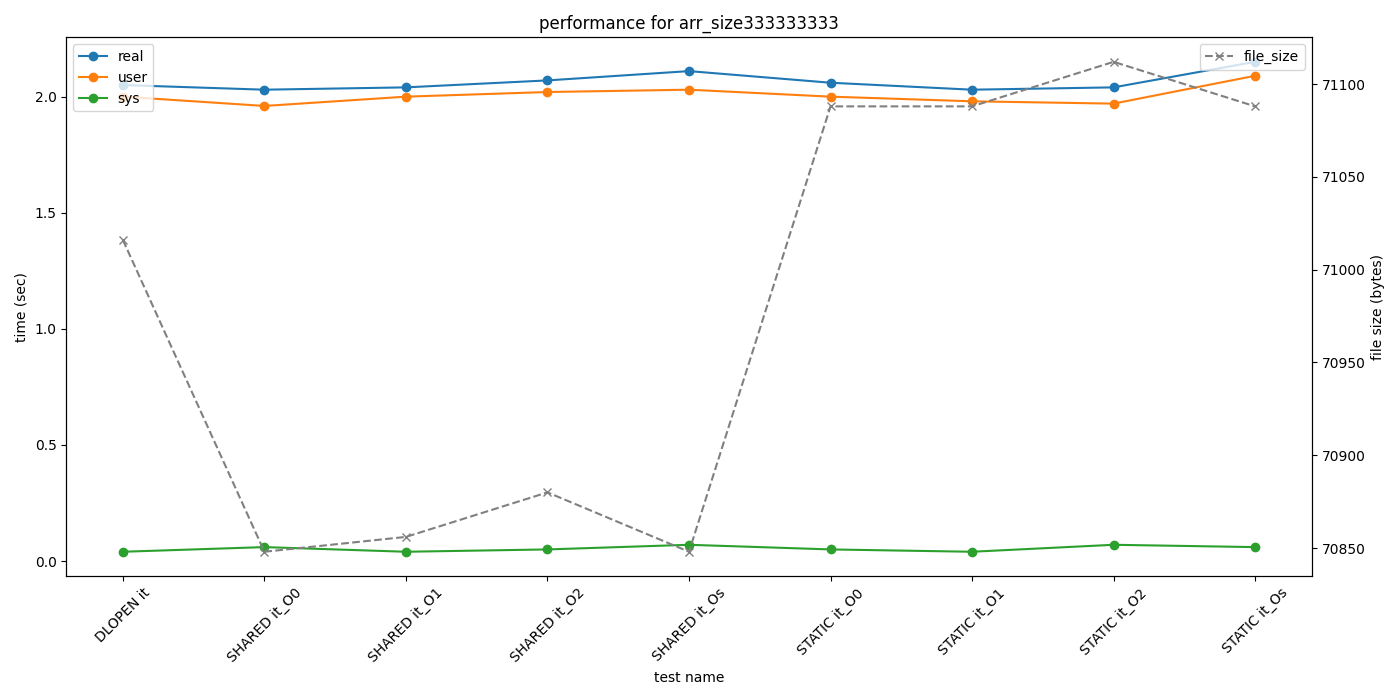 performance for arr_size333333333
real
user
sys
file_size
2.0
1.5
1.0
0.5
0.0
time (sec)
71100
71050
71000
70950
70900
70850
file size (bytes)
DLOPEN it
SHARED it_O0
SHARED it_O1
SHARED it_O2
SHARED it_Os
STATIC it_O0
STATIC it_O1
STATIC it_O2
STATIC it_Os
test name